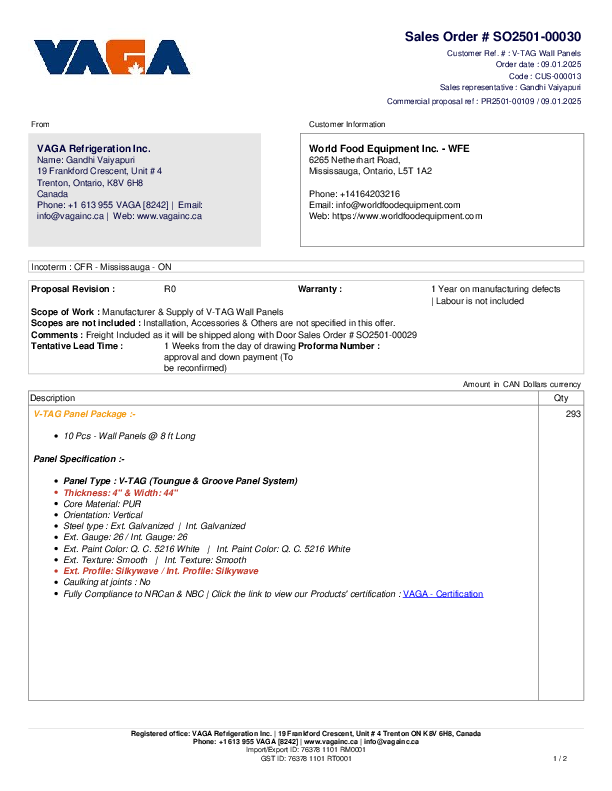 VAGA
Sales Order # SO2501-00030
Customer Ref. # : V-TAG Wall Panels
Order date : 09.01.2025
Code : CUS-000013
Sales representative : Gandhi Vaiyapuri
Commercial proposal ref : PR2501-00109 / 09.01.2025
From
VAGA Refrigeration Inc.
Name: Gandhi Vaiyapuri
19 Frankford Crescent, Unit # 4
Trenton, Ontario, K8V 6H8
Canada
Phone: +1 613 955 VAGA [8242] | Email:
info@vagainc.ca | Web: www.vagainc.ca
Customer Information
World Food Equipment Inc. - WFE
6265 Netherhart Road,
Mississauga, Ontario, L5T 1A2
Phone: +14164203216
Email: info@worldfoodequipment.com
Web: https://www.worldfoodequipment.com
Incoterm : CFR - Mississauga - ON
Proposal Revision : R0 Warranty : 1 Year on manufacturing defects
| Labour is not included
Scope of Work : Manufacturer & Supply of V-TAG Wall Panels
Scopes are not included : Installation, Accessories & Others are not specified in this offer.
Comments : Freight Included as it will be shipped along with Door Sales Order # SO2501-00029
Tentative Lead Time : 1 Weeks from the day of drawing Proforma Number :
approval and down payment (To
be reconfirmed)
Amount in CAN Dollars currency
Description Qty
V-TAG Panel Package :- 293
• 10 Pcs - Wall Panels @ 8 ft Long
Panel Specification :-
• Panel Type : V-TAG (Toungue & Groove Panel System)
• Thickness: 4" & Width: 44"
• Core Material: PUR
• Orientation: Vertical
• Steel type : Ext. Galvanized | Int. Galvanized
• Ext. Gauge: 26 / Int. Gauge: 26
• Ext. Paint Color: Q. C. 5216 White | Int. Paint Color: Q. C. 5216 White
• Ext. Texture: Smooth | Int. Texture: Smooth
• Ext. Profile: Silkywave / Int. Profile: Silkywave
• Caulking at joints : No
• Fully Compliance to NRCan & NBC | Click the link to view our Products' certification : VAGA - Certification
Registered office: VAGA Refrigeration Inc. | 19 Frankford Crescent, Unit # 4 Trenton ON K8V 6H8, Canada
Phone: +1 613 955 VAGA [8242] | www.vagainc.ca | info@vagainc.ca
Import/Export ID: 76378 1101 RM0001
GST ID: 76378 1101 RT0001
1 / 2